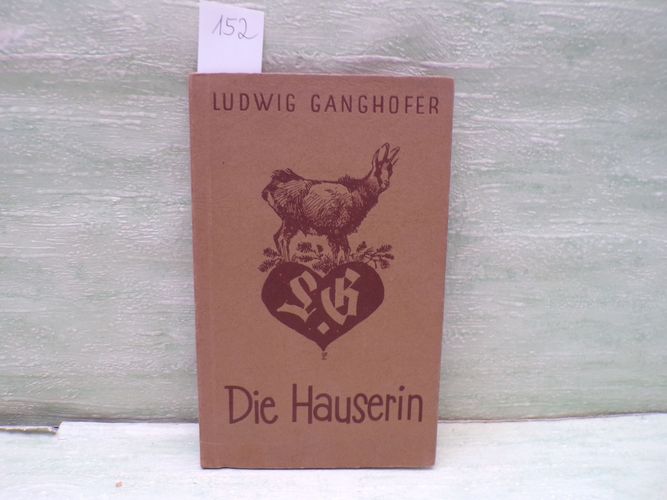 152
LUDWIG GANGHOFER
L. G
Die Hauserin